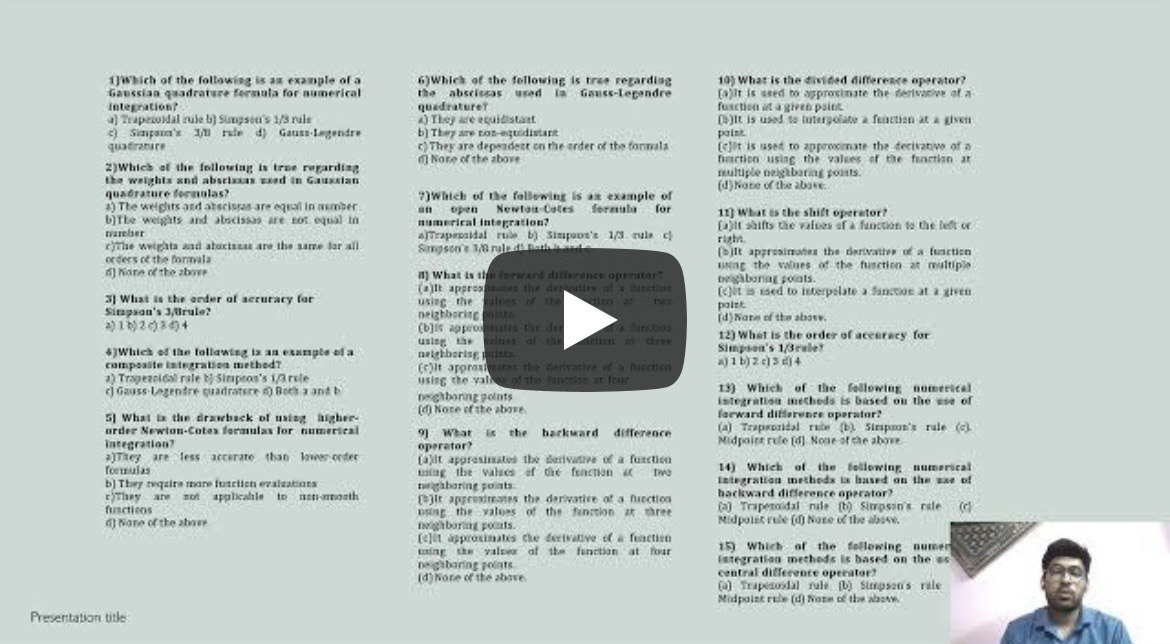 1)Which of the following is an example of a
Gaussian quadrature formula for numerical
integration?
a) Trapezoidal rule b) Simpson's 1/3 rule
c) Simpson's 3/8 rule d) Gauss-Legendre
quadrature
2)Which of the following is true regarding
the weights and abscissas used in Gaussian
quadrature formulas?
a) The weights and abscissas are equal in number
b)The weights and abscissas are not equal in
number
c)The weights and abscissas are the same for all
orders of the formula
d) None of the above
3) What is the order of accuracy for
Simpson's 3/8rule?
a) 1 b) 2 c) 3 d) 4
4)Which of the following is an example of a
composite integration method?
a) Trapezoidal rule b) Simpson's 1/3 rule
c) Gauss-Legendre quadrature d) Both a and b
5) What is the drawback of using higher-
order Newton-Cotes formulas for numerical
integration?
a)They are less accurate than lower-order
formulas
b) They require more function evaluations
c)They are not applicable to non-smooth
functions
d) None of the above
6)Which of the following is true regarding
the abscissas used in Gauss-Legendre
quadrature?
a) They are equidistant
b) They are non-equidistant
c) They are dependent on the order of the formula
d) None of the above
7)Which of the following is an example of
an open Newton-Cotes formula for
numerical integration?
a)Trapezoidal rule b) Simpson's 1/3 rule c)
Simpson's 3/8 rule d) Both b and c
8) What is the forward difference operator?
(a)It approximates the derivative of a function
using the values of the function at two
neighboring points.
(b)It approximates the derivative of a function
using the values of the function at three
neighboring points.
(c)It approximates the derivative of a function
using the values of the function at four
neighboring points
(d) None of the above.
9) What is the backward difference
operator?
(a)It approximates the derivative of a function
using the values of the function at two
neighboring points.
(b)It approximates the derivative of a function
using the values of the function at three
neighboring points.
(c)It approximates the derivative of a function
using the values of the function at four
neighboring points.
(d)None of the above.
10) What is the divided difference operator?
(a)It is used to approximate the derivative of a
function at a given point.
(b)It is used to interpolate a function at a given
point.
(c)It is used to approximate the derivative of a
function using the values of the function at
multiple neighboring points.
(d)None of the above.
11) What is the shift operator?
(a)It shifts the values of a function to the left or
right.
(b)It approximates the derivative of a function
using the values of the function at multiple
neighboring points.
(c)It is used to interpolate a function at a given
point.
(d)None of the above.
12) What is the order of accuracy for
Simpson's 1/3rule?
a) 1 b) 2 c) 3 d) 4
13) Which of the following numerical
integration methods is based on the use of
forward difference operator?
(a) Trapezoidal rule (b). Simpson's rule (c).
Midpoint rule (d). None of the above.
14) Which of the following numerical
integration methods is based on the use of
backward difference operator?
(a) Trapezoidal rule (b) Simpson's rule (c)
Midpoint rule (d) None of the above.
15) Which of the following numer
integration methods is based on the us
central difference operator?
(a) Trapezoidal rule (b) Simpson's rule
Midpoint rule (d) None of the above.
Presentation title